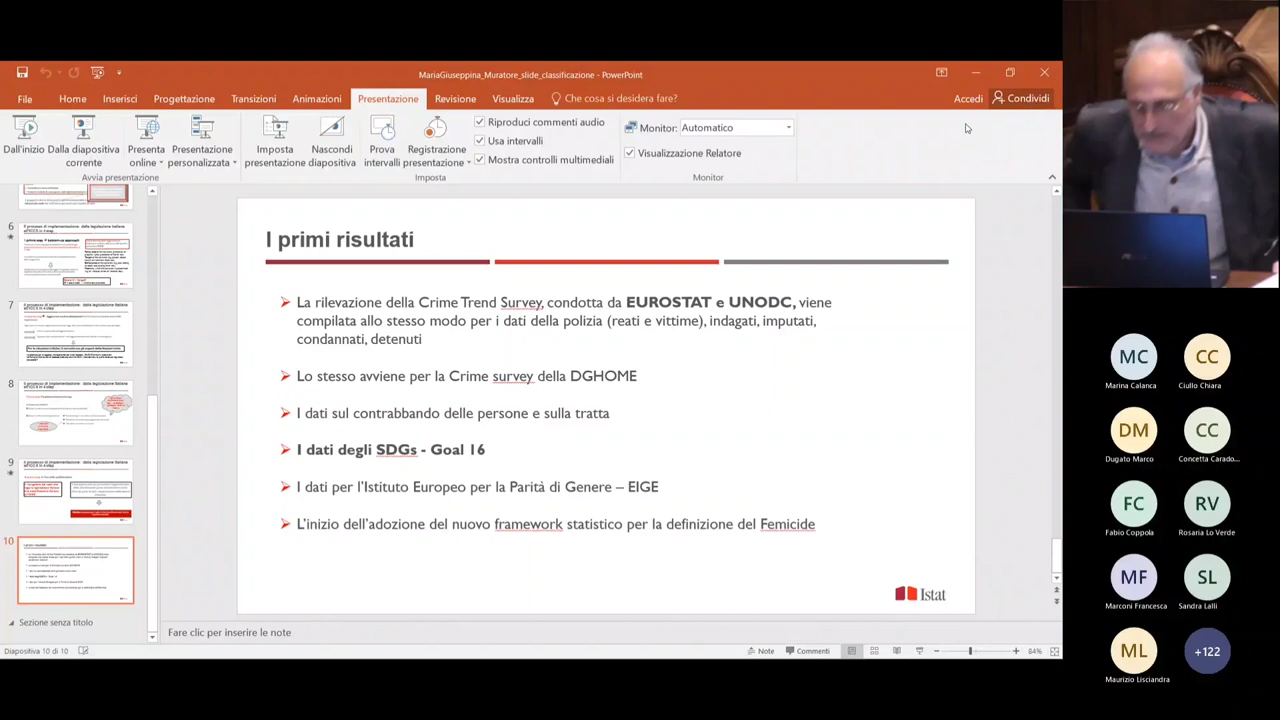 MariaGiuseppina_Muratore_slide_classificazione - PowerPoint
File Home Inserisci Progettazione Transizioni Animazioni Presentazione Revisione Visualizza Che cosa si desidera fare? Accedi Condividi
Dall'inizio
Dalla diapositiva corrente
Presenta online
Presentazione personalizzata
Avvia presentazione
Imposta presentazione
Nascondi diapositiva
Prova intervalli
Registrazione presentazione
Riproduci commenti audio
Usa intervalli
Mostra controlli multimediali
Imposta
Monitor: Automatico
Visualizzazione Relatore
Monitor
6
7
8
9
10
Sezione senza titolo
I primi risultati
La rilevazione della Crime Trend Survey, condotta da EUROSTAT e UNODC, viene
compilata allo stesso modo per i dati della polizia (reati e vittime), indagati, imputati,
condannati, detenuti
Lo stesso avviene per la Crime survey della DGHOME
I dati sul contrabbando delle persone e sulla tratta
I dati degli SDGs - Goal 16
I dati per l'Istituto Europeo per la Parità di Genere – EIGE
L'inizio dell'adozione del nuovo framework statistico per la definizione del Femicide
Istat
Fare clic per inserire le note
Diapositiva 10 di 10
Note Commenti 84%
MC CC
Marina Calanca Ciullo Chiara
DM CC
Dugato Marco Concetta Carado...
FC RV
Fabio Coppola Rosaria Lo Verde
MF SL
Marconi Francesca Sandra Lalli
ML +122
Maurizio Lisciandra